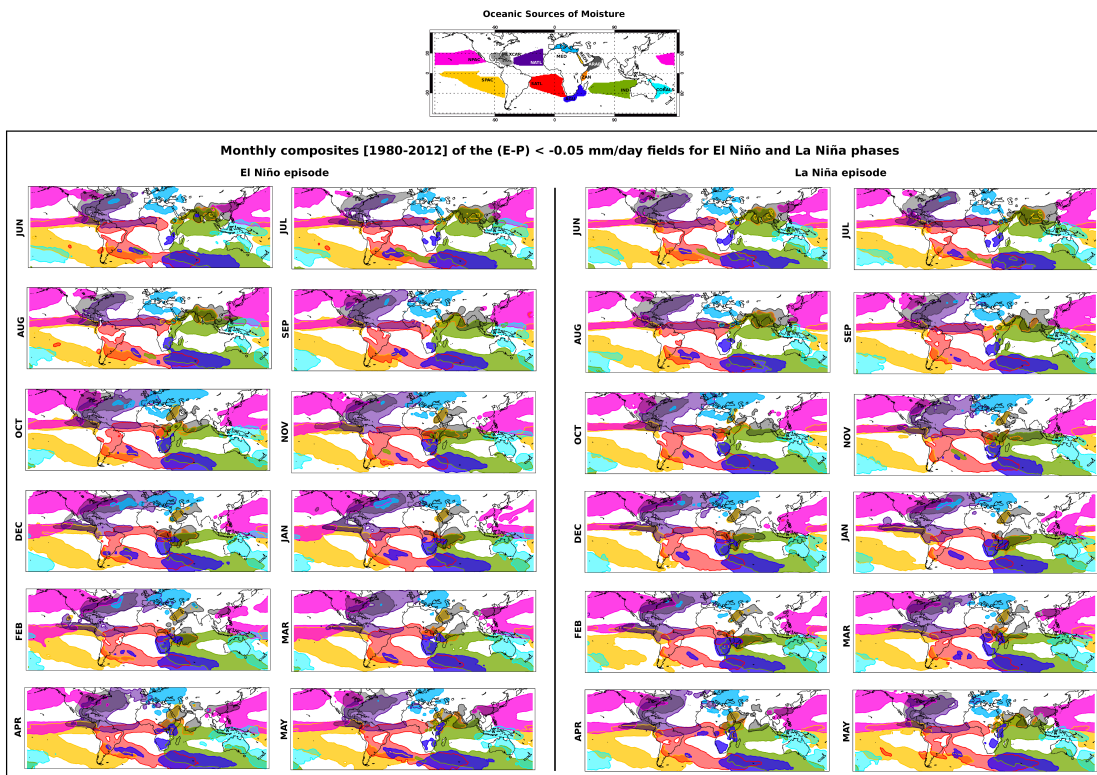 Oceanic Sources of Moisture
NPAC
NATL
MED
SPAC
SATL
ZAN
IND
CORALS
Monthly composites [1980-2012] of the (E-P) < -0.05 mm/day fields for El Niño and La Niña phases
El Niño episode
La Niña episode
JUN
JUL
JUN
JUL
AUG
SEP
AUG
SEP
OCT
NOV
OCT
NOV
DEC
JAN
DEC
JAN
FEB
MAR
FEB
MAR
APR
MAY
APR
MAY